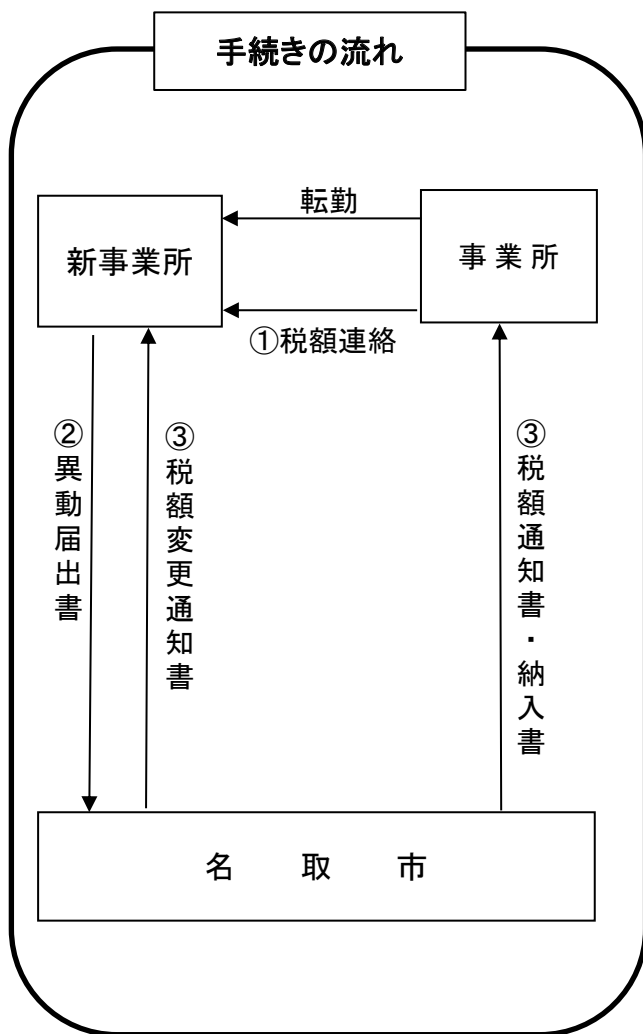 手続きの流れ
転勤
新事業所
事業所
①税額連絡
②異動届出書
③税額変更通知書
③税額通知書・納入書
名取市